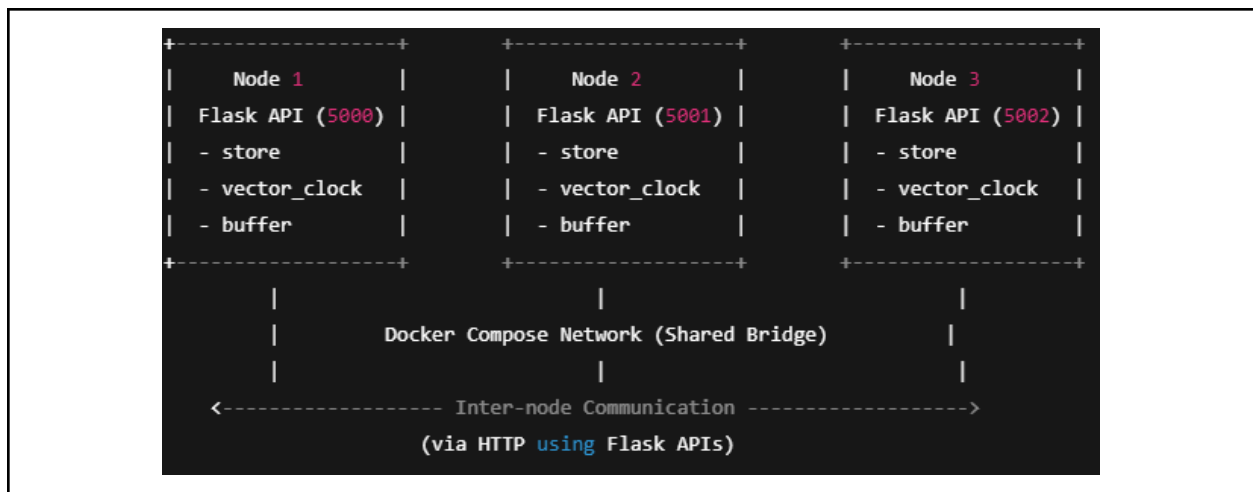 +-------------------+ +-------------------+ +-------------------+
| Node 1 | | Node 2 | | Node 3 |
| Flask API (5000) | | Flask API (5001) | | Flask API (5002) |
| - store | | - store | | - store |
| - vector_clock | | - vector_clock | | - vector_clock |
| - buffer | | - buffer | | - buffer |
+-------------------+ +-------------------+ +-------------------+
| | |
| Docker Compose Network (Shared Bridge) |
| | |
<------------------- Inter-node Communication ------------------->
(via HTTP using Flask APIs)